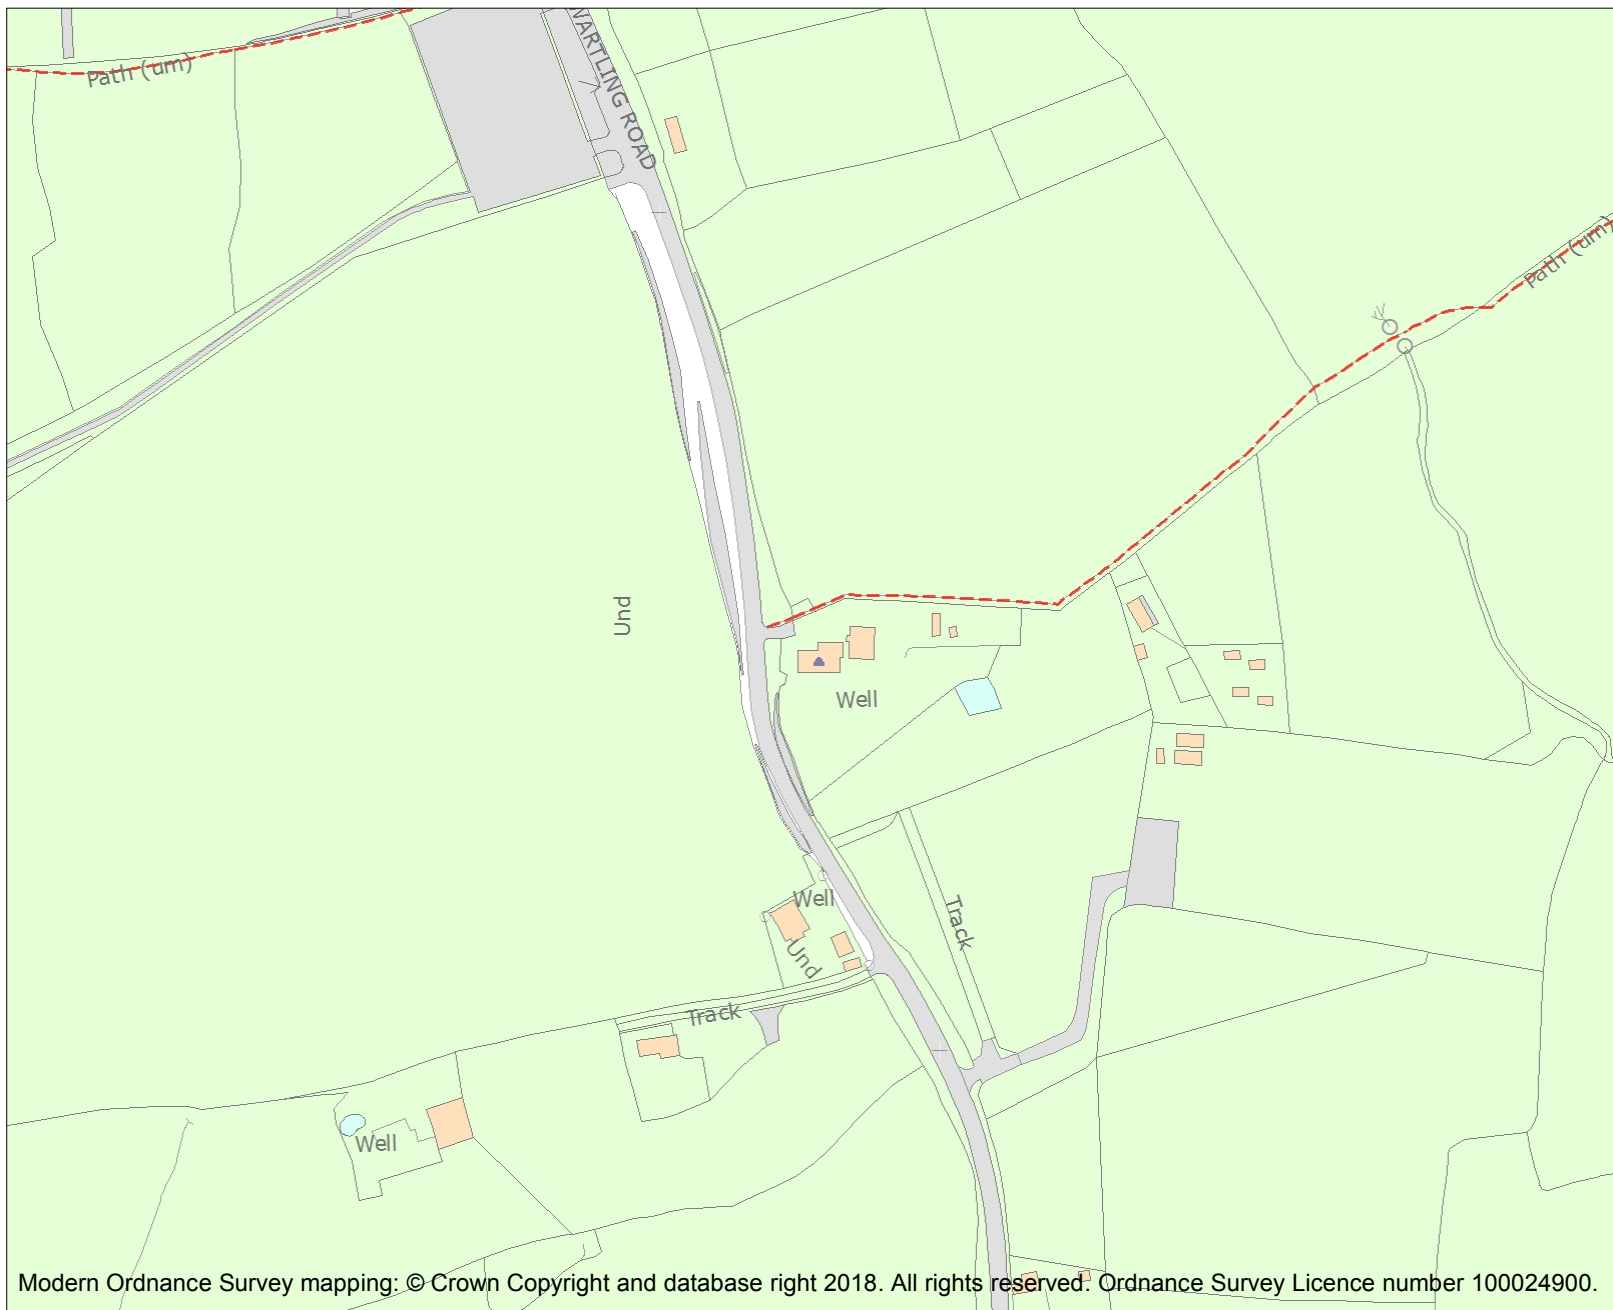 Path (um)
WARTLING ROAD
Path (um)
Und
Well
Well
Und
Track
Track
Well
Modern Ordnance Survey mapping: © Crown Copyright and database right 2018. All rights reserved. Ordnance Survey Licence number 100024900.